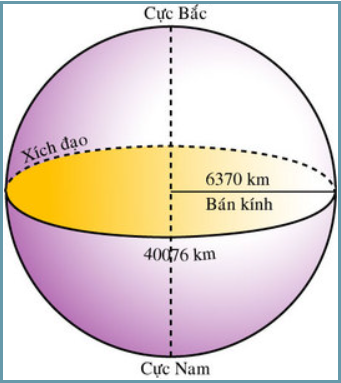 Cực Bắc
Xích đạo
6370 km
Bán kính
40076 km
Cực Nam